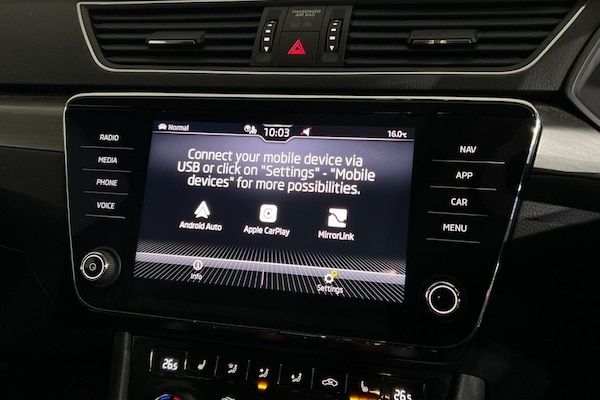 PASSENGER
AIR BAG
RADIO
MEDIA
PHONE
VOICE
Normal
10:03
16.0°C
Connect your mobile device via
USB or click on "Settings" - "Mobile
devices" for more possibilities.
Android Auto
Apple CarPlay
MirrorLink
Info
Settings
NAV
APP
CAR
MENU
26.5
26.5